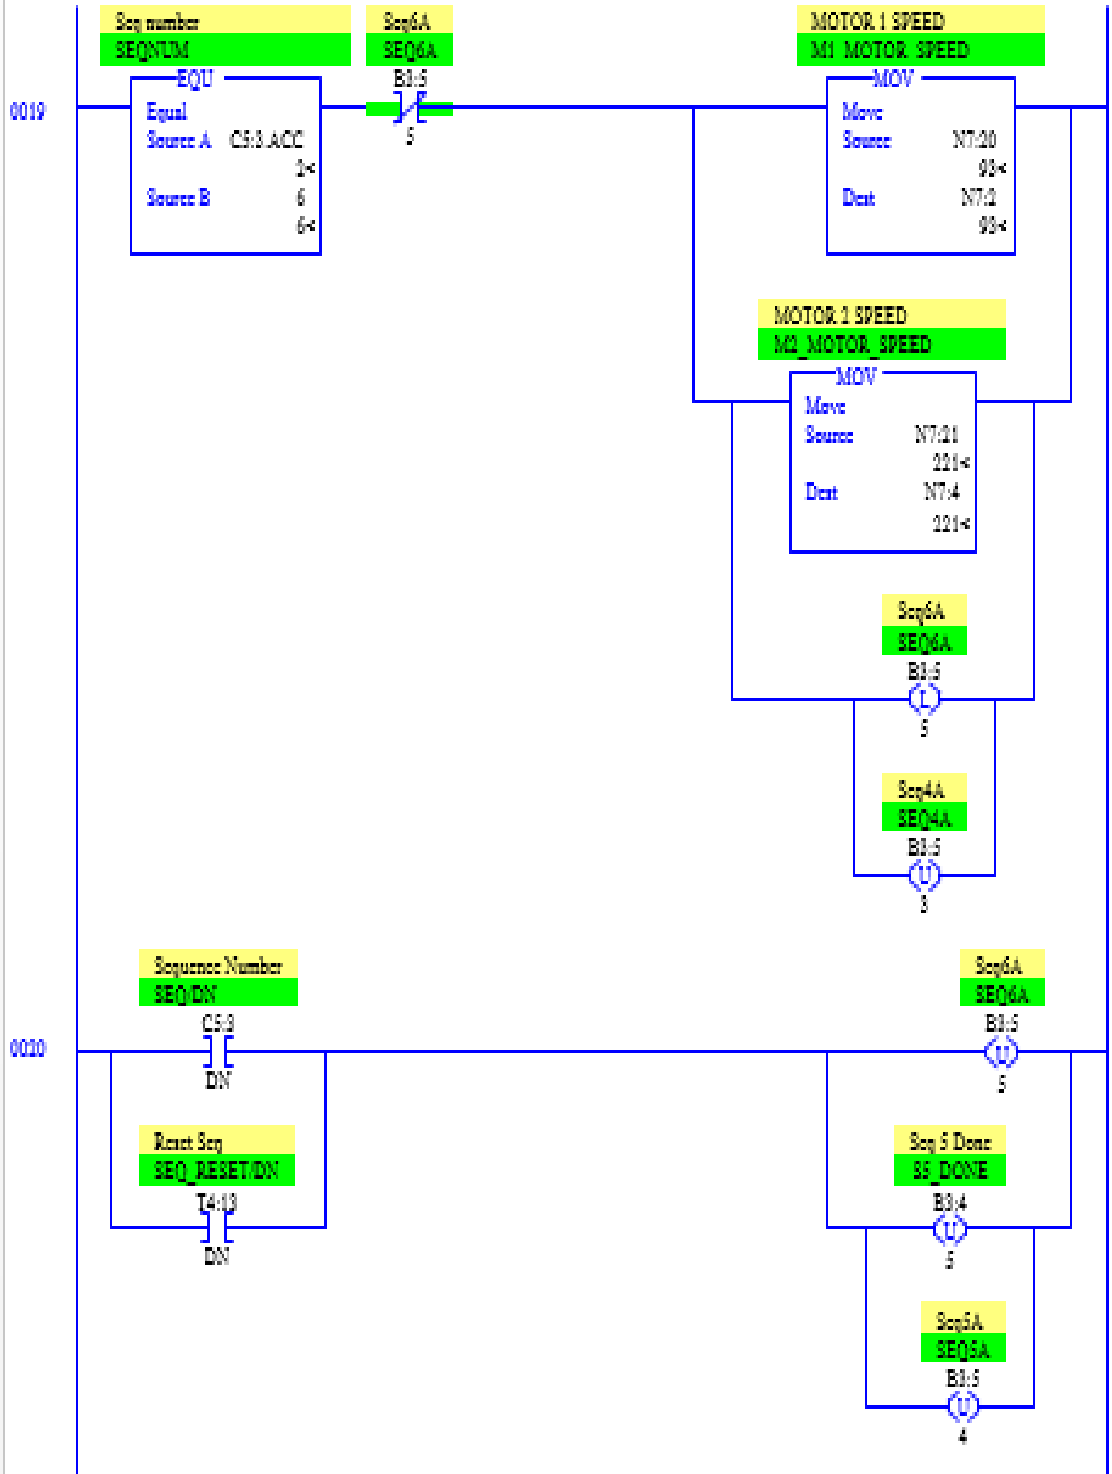 Seq number
SEQNUM
Seq6A
SEQ6A
B3:5
5
EQU
Equal
Source A C5:3.ACC
2<
Source B 6
6<
MOTOR 1 SPEED
M1_MOTOR_SPEED
MOV
Move
Source N7:20
93<
Dest N7:2
93<
0019
MOTOR 2 SPEED
M2_MOTOR_SPEED
MOV
Move
Source N7:21
221<
Dest N7:4
221<
Seq6A
SEQ6A
B3:5
L
5
Seq4A
SEQ4A
B3:5
U
3
0020
Sequence Number
SEQ/DN
C5:3
DN
Seq6A
SEQ6A
B3:5
U
5
Reset Seq
SEQ_RESET/DN
T4:13
DN
Seq 5 Done
S5_DONE
B3:4
U
5
Seq5A
SEQ5A
B3:5
U
4